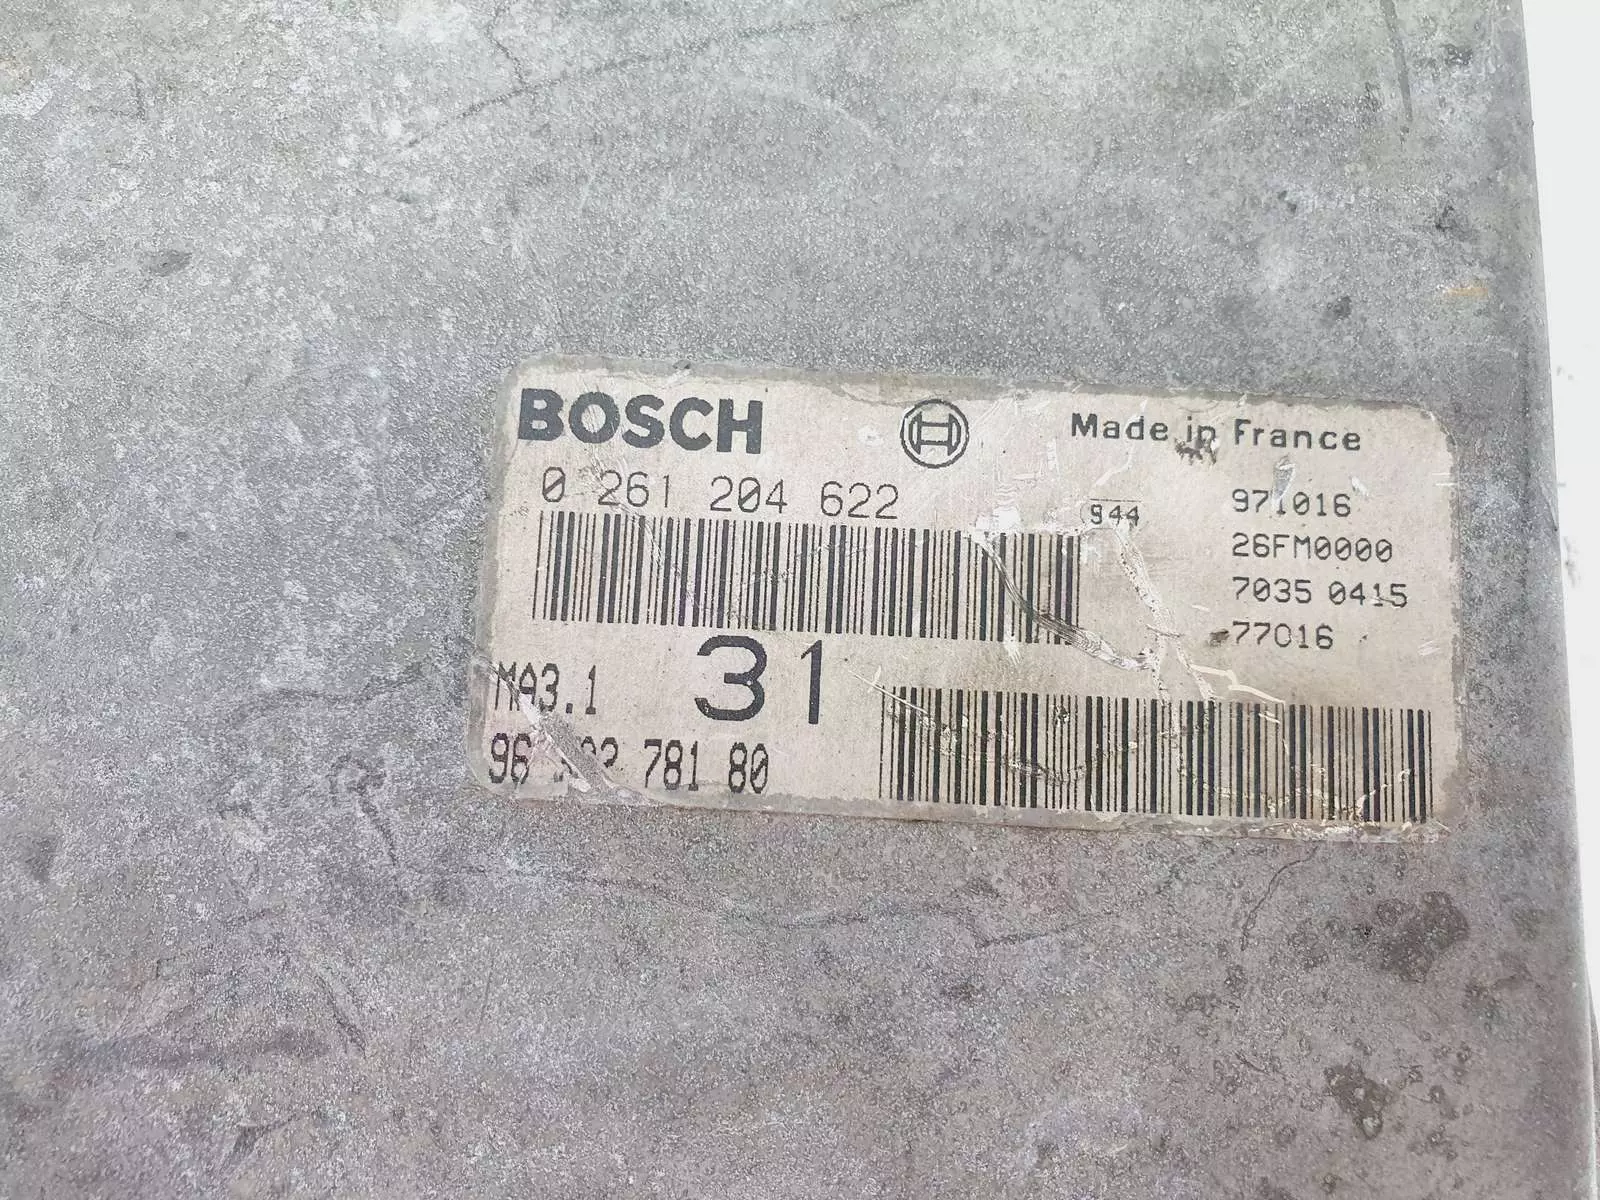 BOSCH
Made in France
0 261 204 622
944
971016
26FM0000
7035 0415
77016
31
MA3.1
96 781 80